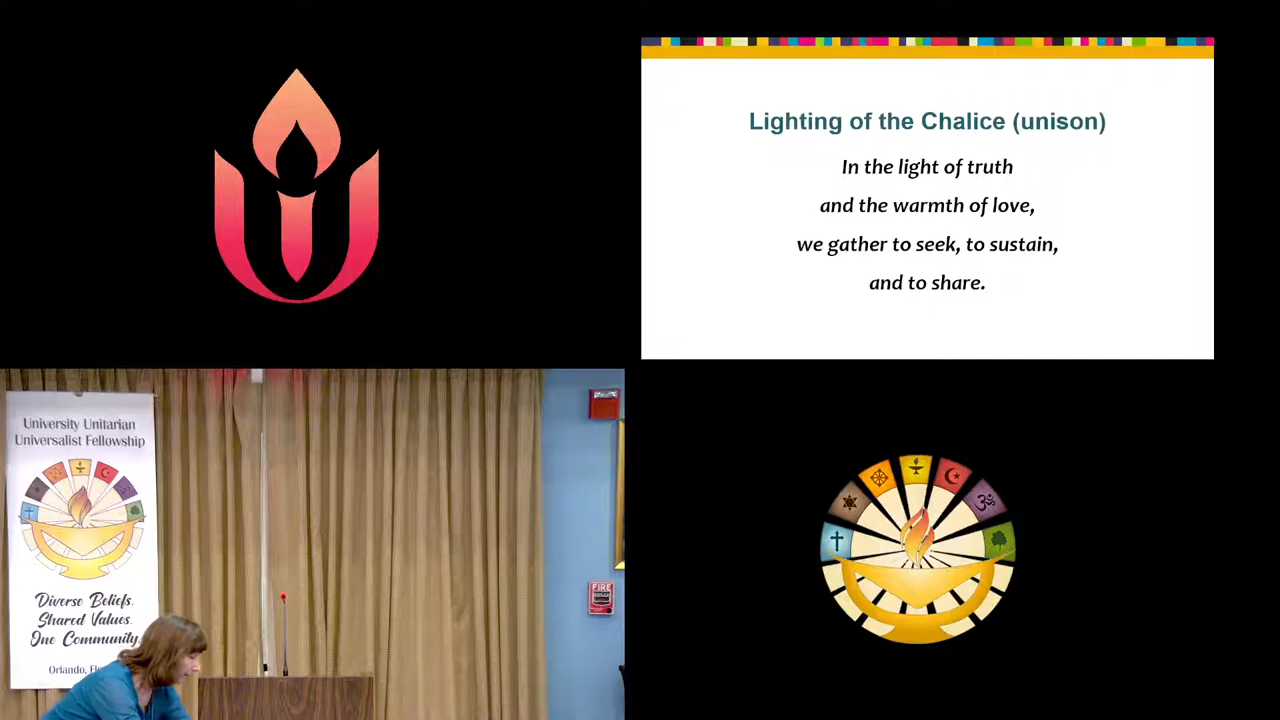 Lighting of the Chalice (unison)
In the light of truth
and the warmth of love,
we gather to seek, to sustain,
and to share.
University Unitarian
Universalist Fellowship
Diverse Beliefs.
Shared Values.
One Community.
Orlando,
FIRE